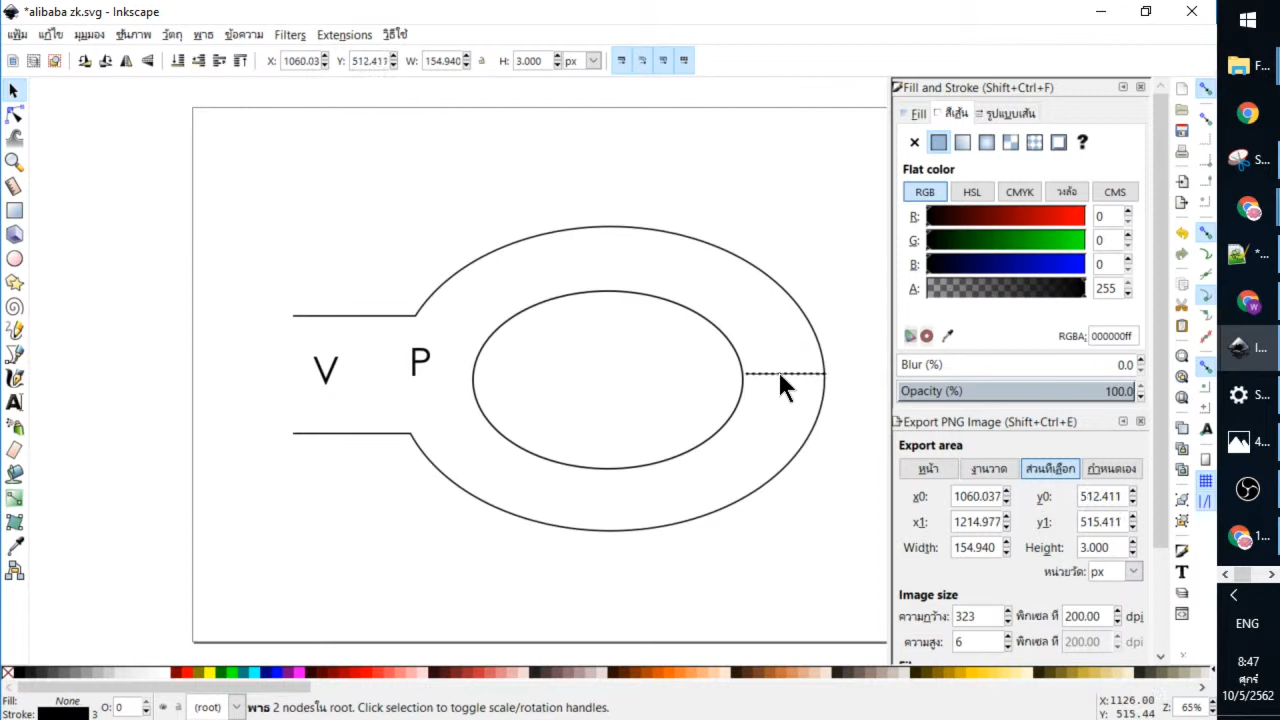 *alibaba zk.svg - Inkscape
แฟ้ม แก้ไข มุมมอง ชั้นภาพ วัตถุ พาธ ข้อความ Filters Extensions วิธีใช้
X: 1060.03 Y: 512.411 W: 154.940 H: 3.000 px
Fill and Stroke (Shift+Ctrl+F)
Fill สีเส้น รูปแบบเส้น
?
Flat color
RGB HSL CMYK วงล้อ CMS
R: 0
G: 0
B: 0
A: 255
RGBA: 000000ff
Blur (%) 0.0
Opacity (%) 100.0
Export PNG Image (Shift+Ctrl+E)
Export area
หน้า งานวาด ส่วนที่เลือก กำหนดเอง
x0: 1060.037 y0: 512.411
x1: 1214.977 y1: 515.411
Width: 154.940 Height: 3.000
หน่วยวัด: px
Image size
ความกว้าง: 323 พิกเซล ที่ 200.00 dpi
ความสูง: 6 พิกเซล ที่ 200.00 dpi
V P
Fill: None
Stroke: 3
O: 0
(root)
พาธ 2 nodesใน root. Click selection to toggle scale/rotation handles.
X: 1126.00
Y: 515.44
Z: 65%
F...
S...
*...
I...
S...
4...
1...
ENG
8:47
ศุกร์
10/5/2562